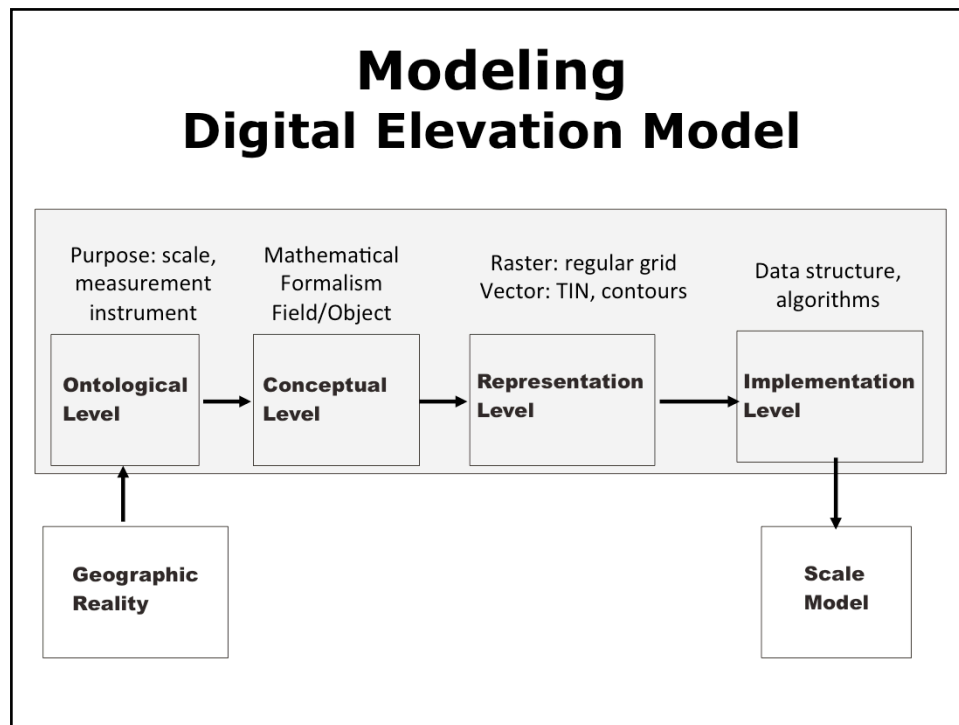 Modeling
Digital Elevation Model
Purpose: scale,
measurement
instrument
Mathematical
Formalism
Field/Object
Raster: regular grid
Vector: TIN, contours
Data structure,
algorithms
Ontological
Level
Conceptual
Level
Representation
Level
Implementation
Level
Geographic
Reality
Scale
Model